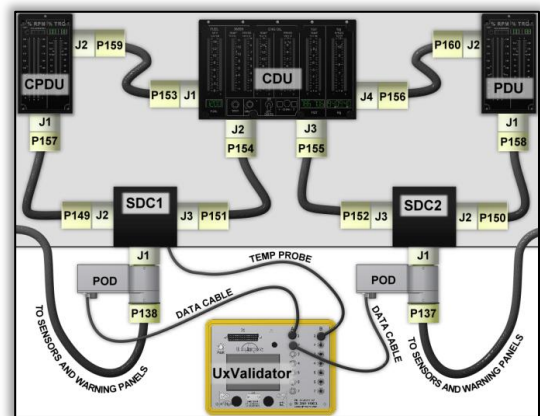 J2 P159
P160 J2
CPDU
CDU
PDU
P153 J1
J4 P156
J1
P157
J2
P154
J3
P155
J1
P158
P149 J2
SDC1
J3 P151
P152 J3
SDC2
J2 P150
J1
J1
POD
TEMP PROBE
POD
P138
DATA CABLE
DATA CABLE
P137
TO SENSORS AND WARNING PANELS
TO SENSORS AND WARNING PANELS
UxValidator